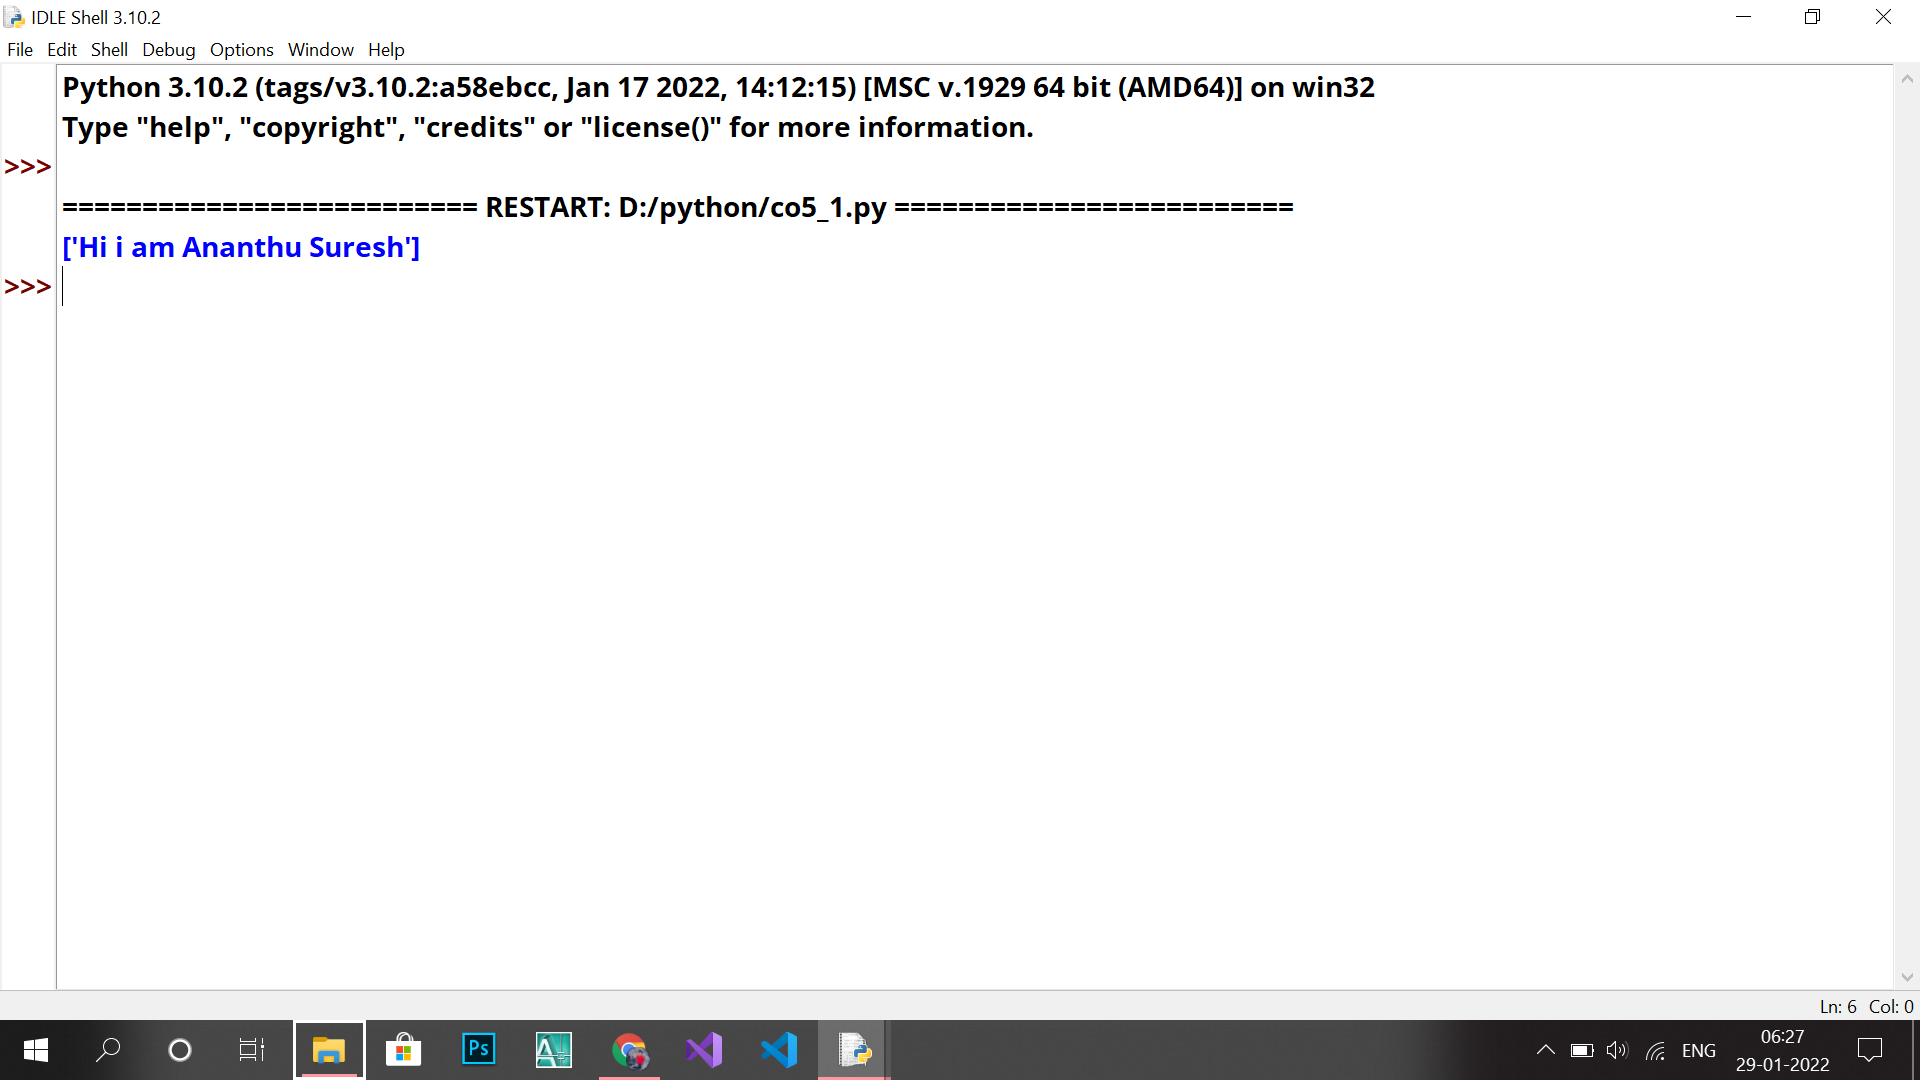 IDLE Shell 3.10.2
File Edit Shell Debug Options Window Help
Python 3.10.2 (tags/v3.10.2:a58ebcc, Jan 17 2022, 14:12:15) [MSC v.1929 64 bit (AMD64)] on win32
Type "help", "copyright", "credits" or "license()" for more information.
>>>
========================== RESTART: D:/python/co5_1.py =========================
['Hi i am Ananthu Suresh']
>>>
Ln: 6 Col: 0
Ps
ENG
06:27
29-01-2022